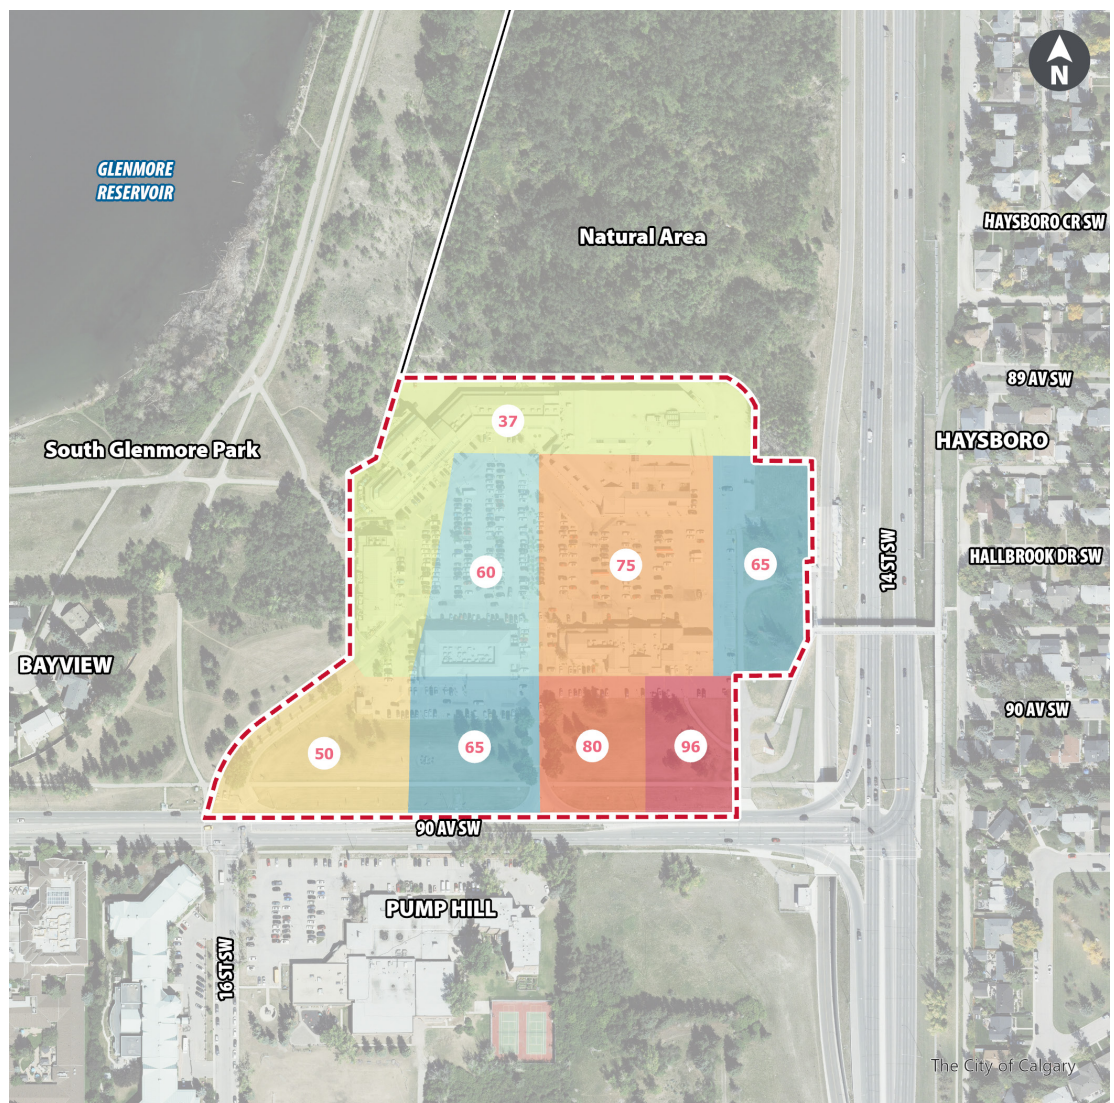 N
GLENMORE
RESERVOIR
HAYSBORO CR SW
Natural Area
89 AV SW
37
HAYSBORO
South Glenmore Park
14 ST SW
HALLBROOK DR SW
60
75
65
BAYVIEW
90 AV SW
50
65
80
96
90 AV SW
PUMP HILL
16 ST SW
The City of Calgary